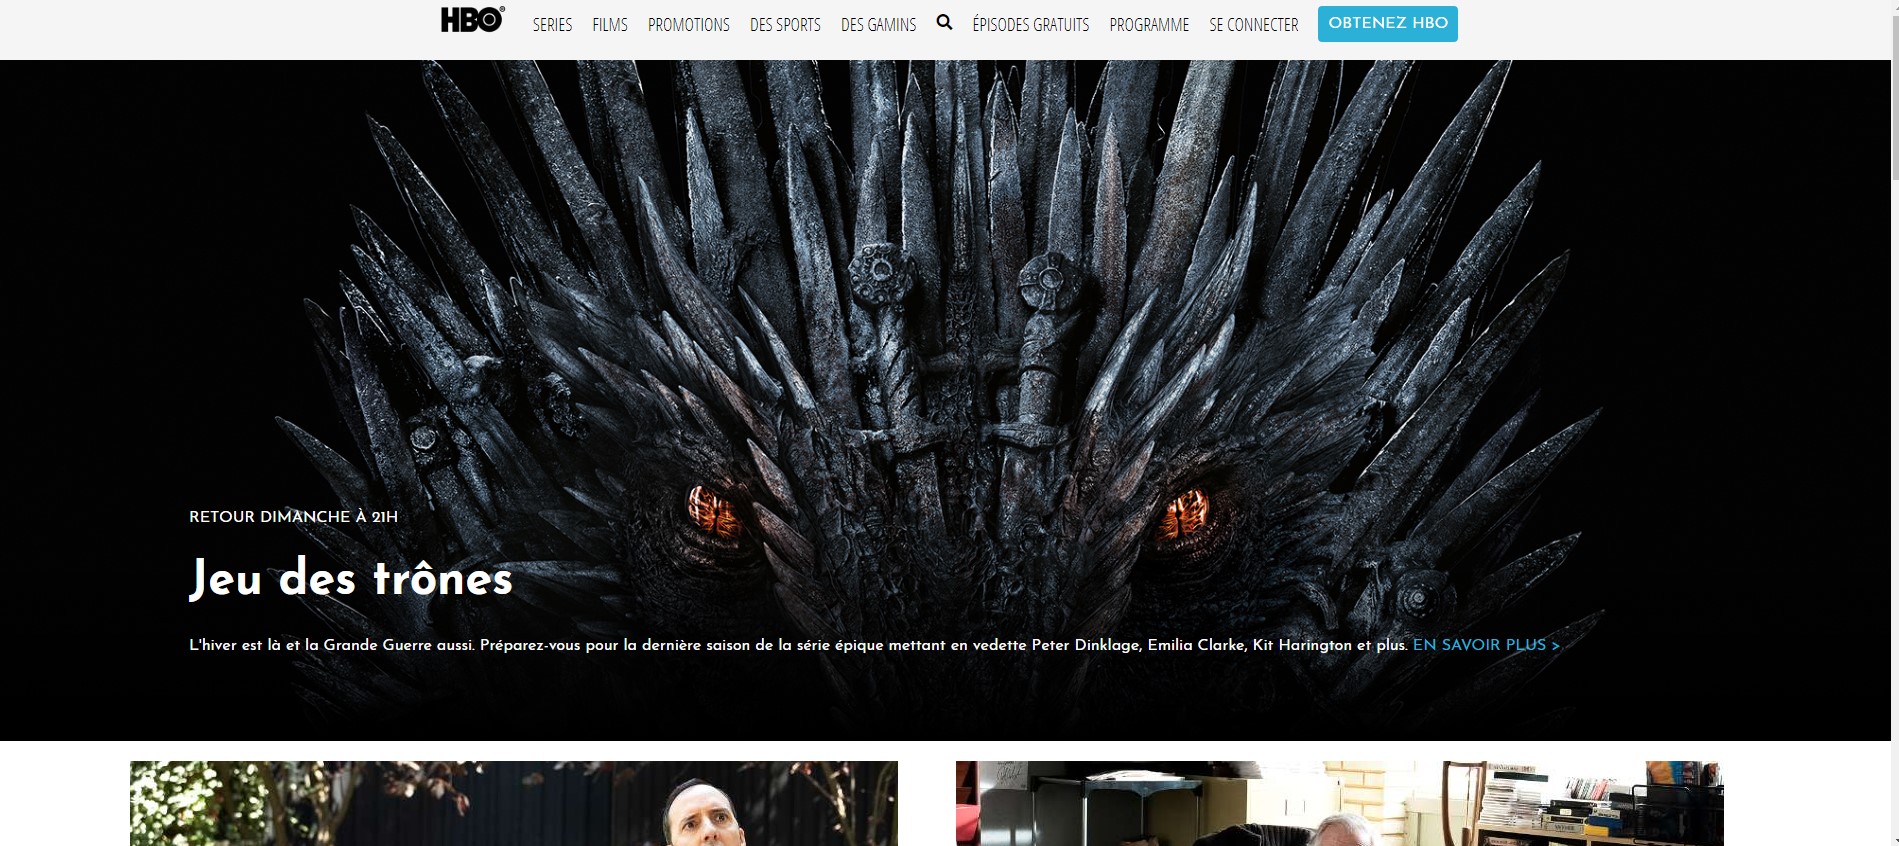 HBO®
SERIES FILMS PROMOTIONS DES SPORTS DES GAMINS ÉPISODES GRATUITS PROGRAMME SE CONNECTER OBTENEZ HBO
RETOUR DIMANCHE À 21H
Jeu des trônes
L'hiver est là et la Grande Guerre aussi. Préparez-vous pour la dernière saison de la série épique mettant en vedette Peter Dinklage, Emilia Clarke, Kit Harington et plus. EN SAVOIR PLUS >